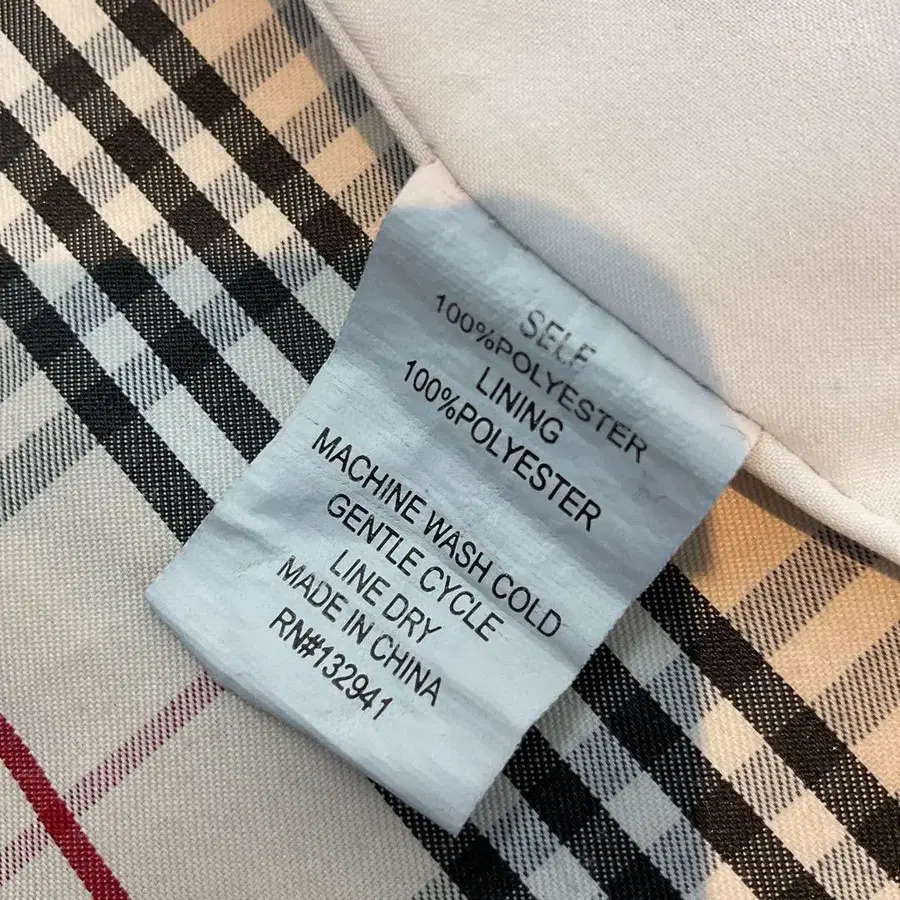 SELF
100%POLYESTER
LINING
100%POLYESTER
MACHINE WASH COLD
GENTLE CYCLE
LINE DRY
MADE IN CHINA
RN#132941